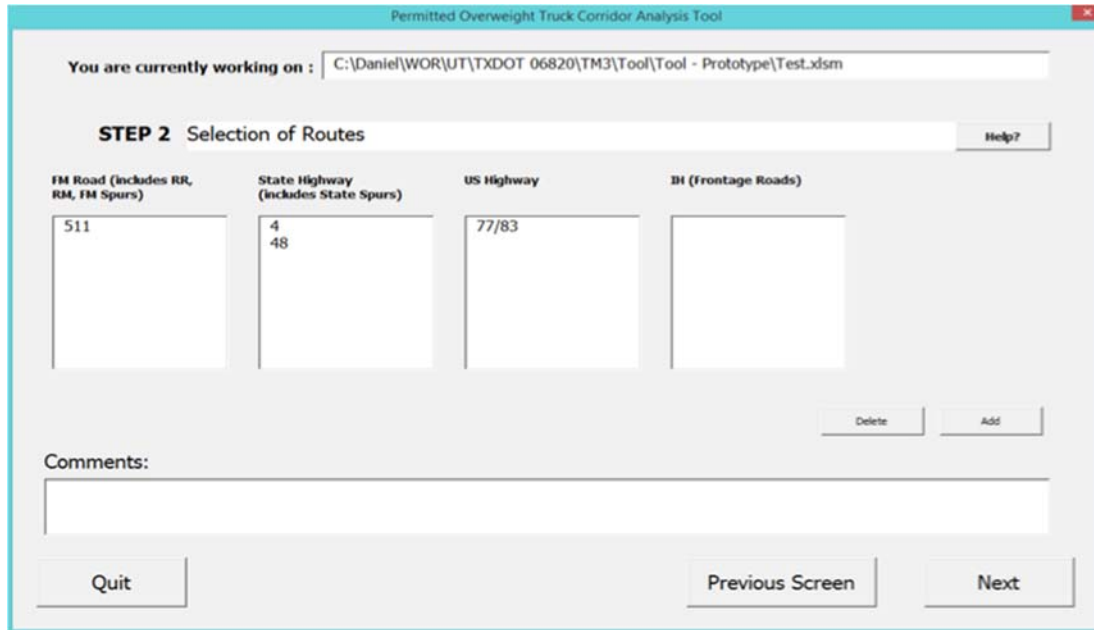 Permitted Overweight Truck Corridor Analysis Tool
You are currently working on : C:\Daniel\WOR\UT\TXDOT 06820\TM3\Tool\Tool - Prototype\Test.xlsm
STEP 2 Selection of Routes Help?
FM Road (includes RR,
RM, FM Spurs)
State Highway
(includes State Spurs)
US Highway
IH (Frontage Roads)
511
4
48
77/83
Delete Add
Comments:
Quit Previous Screen Next